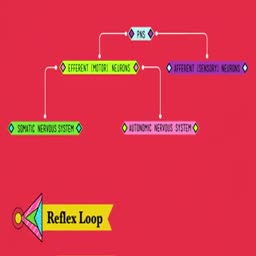 PNS
EFFERENT (MOTOR) NEURONS
AFFERENT (SENSORY) NEURONS
SOMATIC NERVOUS SYSTEM
AUTONOMIC NERVOUS SYSTEM
Reflex Loop